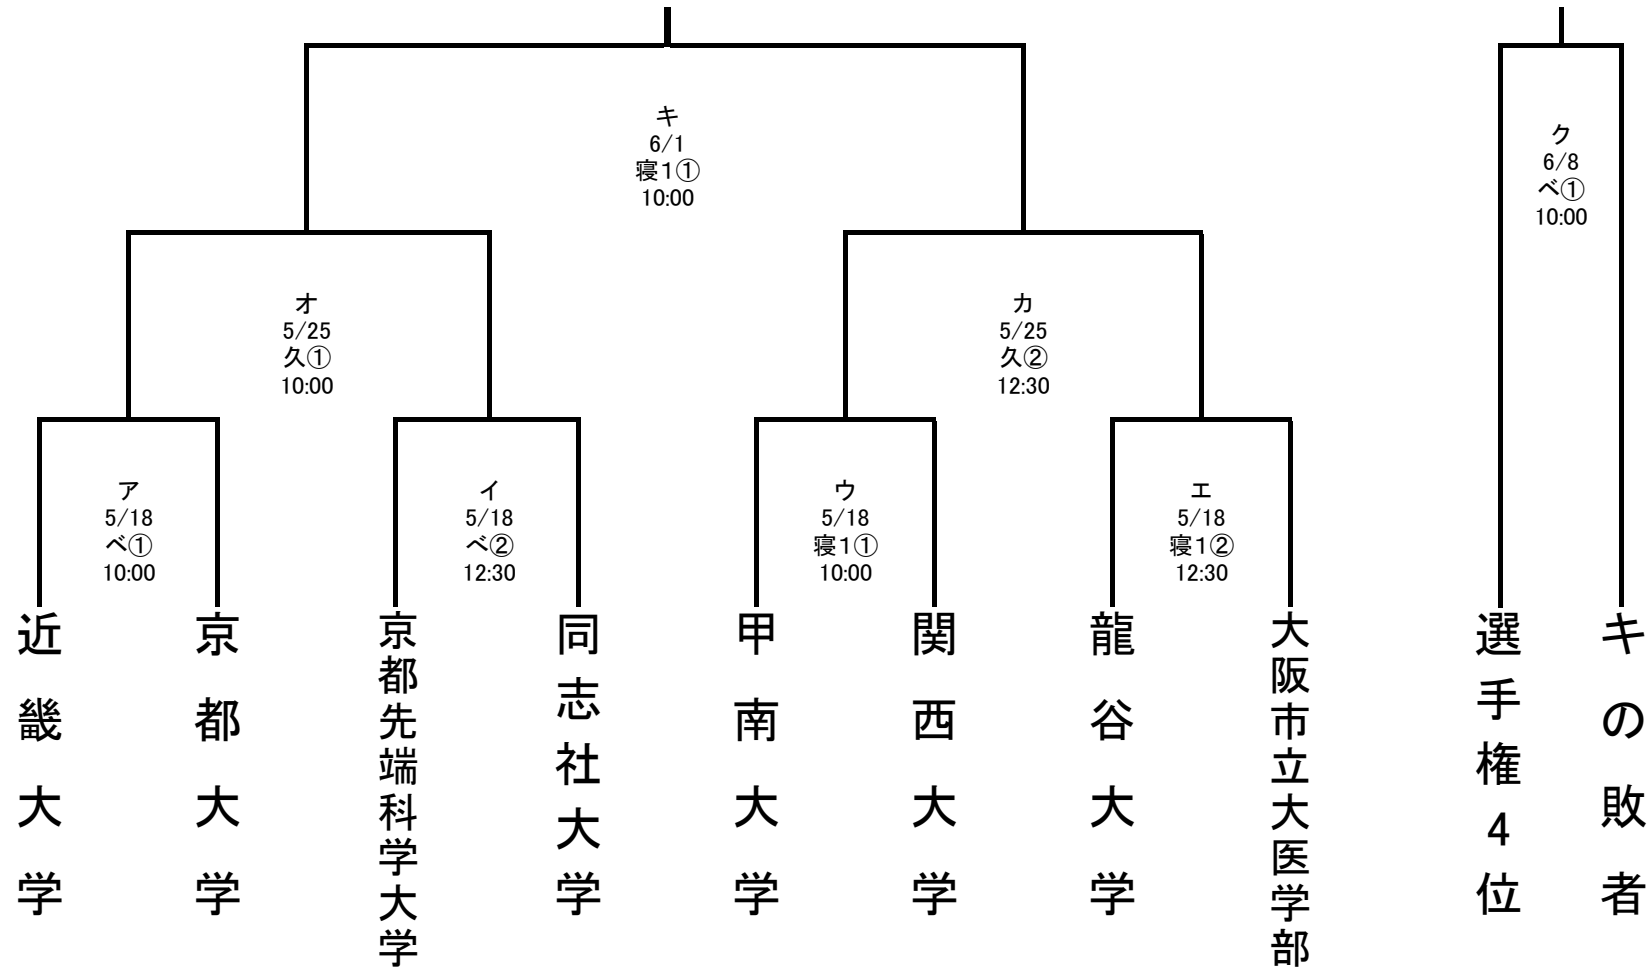 キ
6/1
寝1①
10:00
ク
6/8
ベ①
10:00
オ
5/25
久①
10:00
カ
5/25
久②
12:30
ア
5/18
ベ①
10:00
イ
5/18
ベ②
12:30
ウ
5/18
寝1①
10:00
エ
5/18
寝1②
12:30
近畿大学
京都大学
京都先端科学大学
同志社大学
甲南大学
関西大学
龍谷大学
大阪市立大医学部
選手権4位
キの敗者